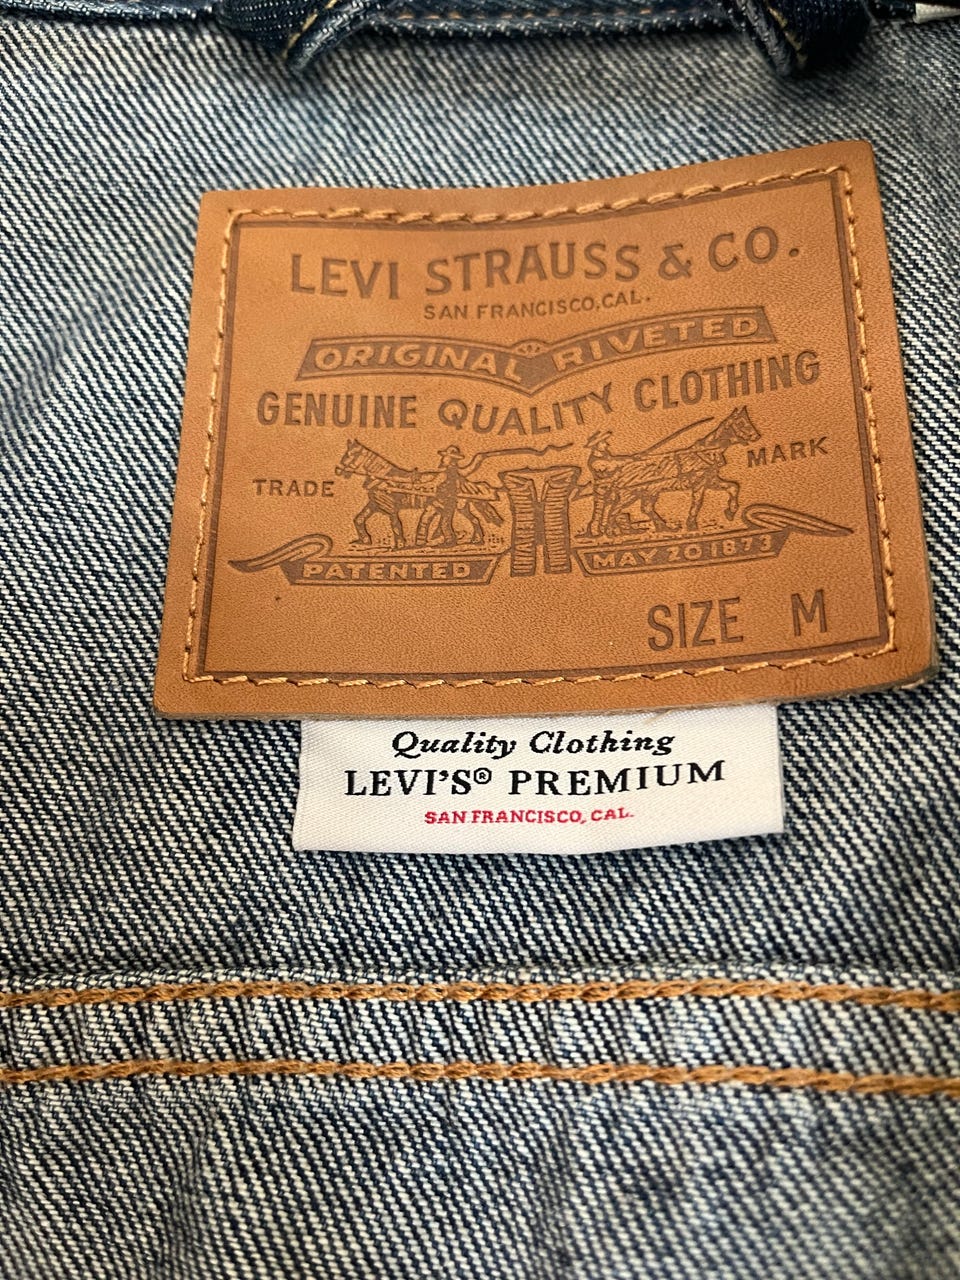 LEVI STRAUSS & CO.
SAN FRANCISCO, CAL.
ORIGINAL RIVETED
GENUINE QUALITY CLOTHING
TRADE MARK
PATENTED MAY 20 1873
SIZE M
Quality Clothing
LEVI'S® PREMIUM
SAN FRANCISCO, CAL.